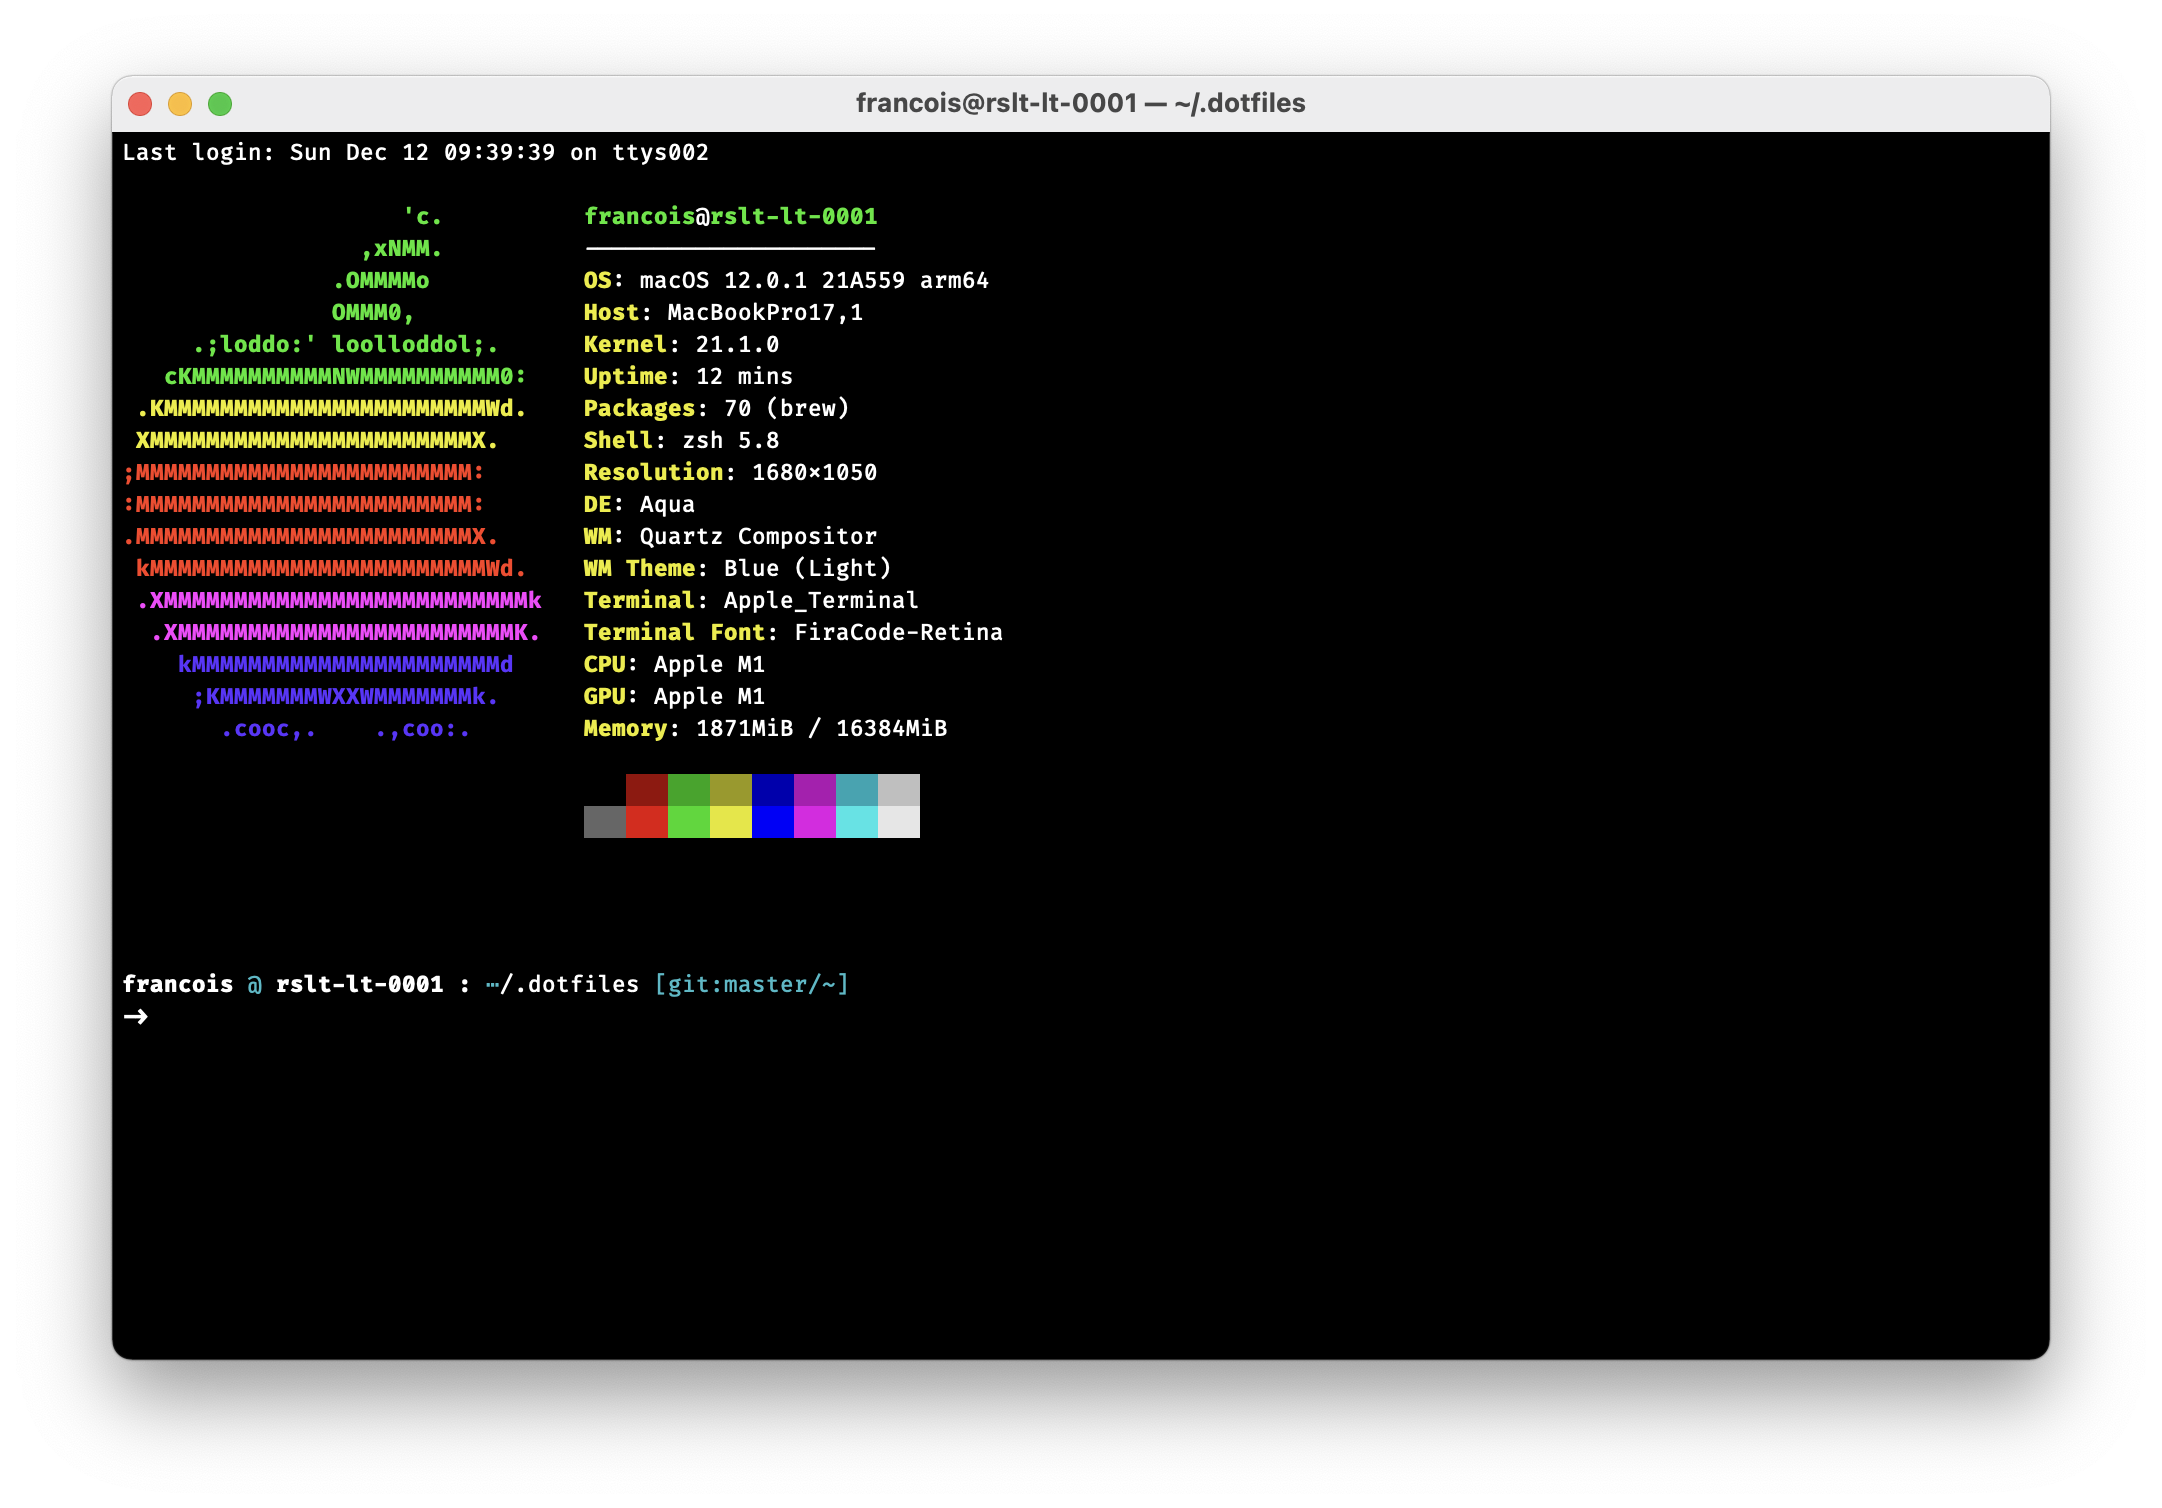 francois@rslt-lt-0001 — ~/.dotfiles
Last login: Sun Dec 12 09:39:39 on ttys002
'c.          francois@rslt-lt-0001
,xNMM.          ---------------------
.OMMMMo           OS: macOS 12.0.1 21A559 arm64
OMMM0,            Host: MacBookPro17,1
.;loddo:' loolloddol;.      Kernel: 21.1.0
cKMMMMMMMMMMNWMMMMMMMMMM0:    Uptime: 12 mins
.KMMMMMMMMMMMMMMMMMMMMMMMWd.    Packages: 70 (brew)
XMMMMMMMMMMMMMMMMMMMMMMMX.      Shell: zsh 5.8
;MMMMMMMMMMMMMMMMMMMMMMMM:       Resolution: 1680×1050
:MMMMMMMMMMMMMMMMMMMMMMMM:       DE: Aqua
.MMMMMMMMMMMMMMMMMMMMMMMMX.      WM: Quartz Compositor
kMMMMMMMMMMMMMMMMMMMMMMMMWd.    WM Theme: Blue (Light)
.XMMMMMMMMMMMMMMMMMMMMMMMMMMk   Terminal: Apple_Terminal
.XMMMMMMMMMMMMMMMMMMMMMMMMK.   Terminal Font: FiraCode-Retina
kMMMMMMMMMMMMMMMMMMMMMMd     CPU: Apple M1
;KMMMMMMMWXXWMMMMMMMk.      GPU: Apple M1
.cooc,.    .,coo:.        Memory: 1871MiB / 16384MiB
francois @ rslt-lt-0001 : …/.dotfiles [git:master/~]
→